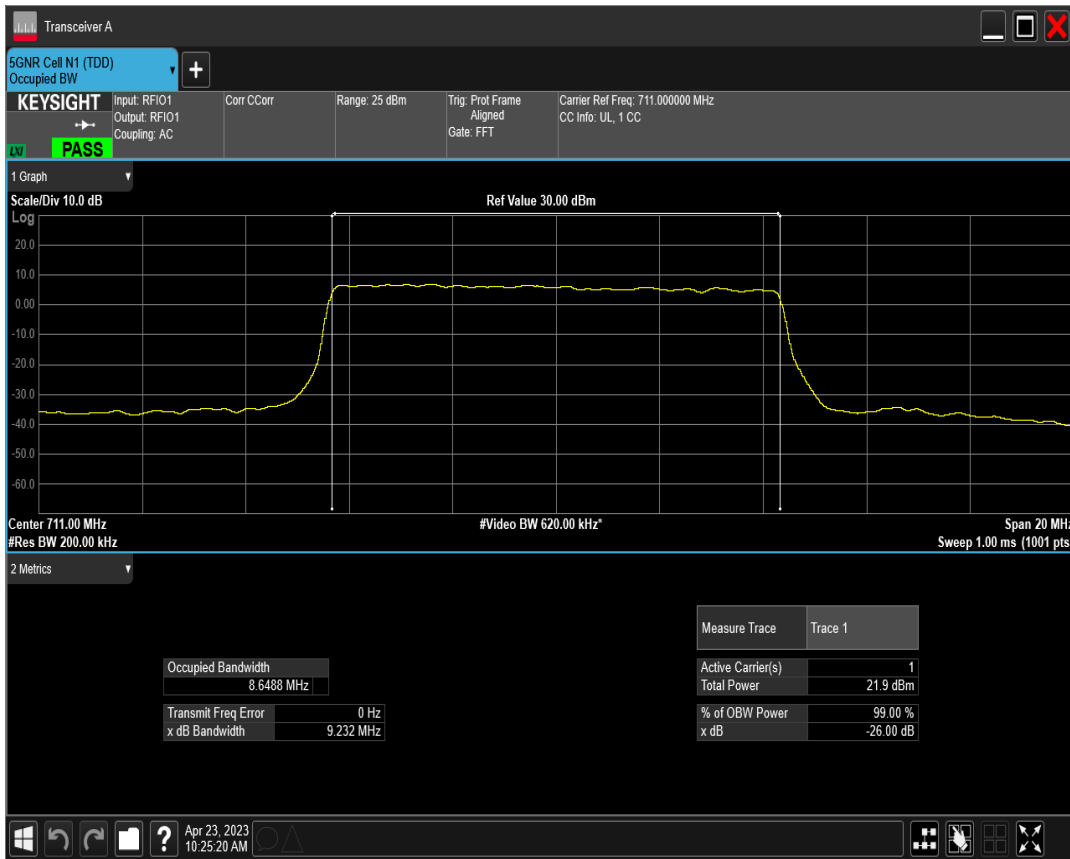 Transceiver A
5GNR Cell N1 (TDD)
Occupied BW
+
KEYSIGHT
LXI
PASS
Input: RFIO1
Output: RFIO1
Coupling: AC
Corr CCorr
Range: 25 dBm
Trig: Prot Frame
Aligned
Gate: FFT
Carrier Ref Freq: 711.000000 MHz
CC Info: UL, 1 CC
1 Graph
Scale/Div 10.0 dB
Ref Value 30.00 dBm
Log
20.0
10.0
0.00
-10.0
-20.0
-30.0
-40.0
-50.0
-60.0
Center 711.00 MHz
#Video BW 620.00 kHz*
Span 20 MHz
#Res BW 200.00 kHz
Sweep 1.00 ms (1001 pts
2 Metrics
Measure Trace Trace 1
Occupied Bandwidth
8.6488 MHz
Active Carrier(s) 1
Total Power 21.9 dBm
Transmit Freq Error 0 Hz
x dB Bandwidth 9.232 MHz
% of OBW Power 99.00 %
x dB -26.00 dB
?
Apr 23, 2023
10:25:20 AM